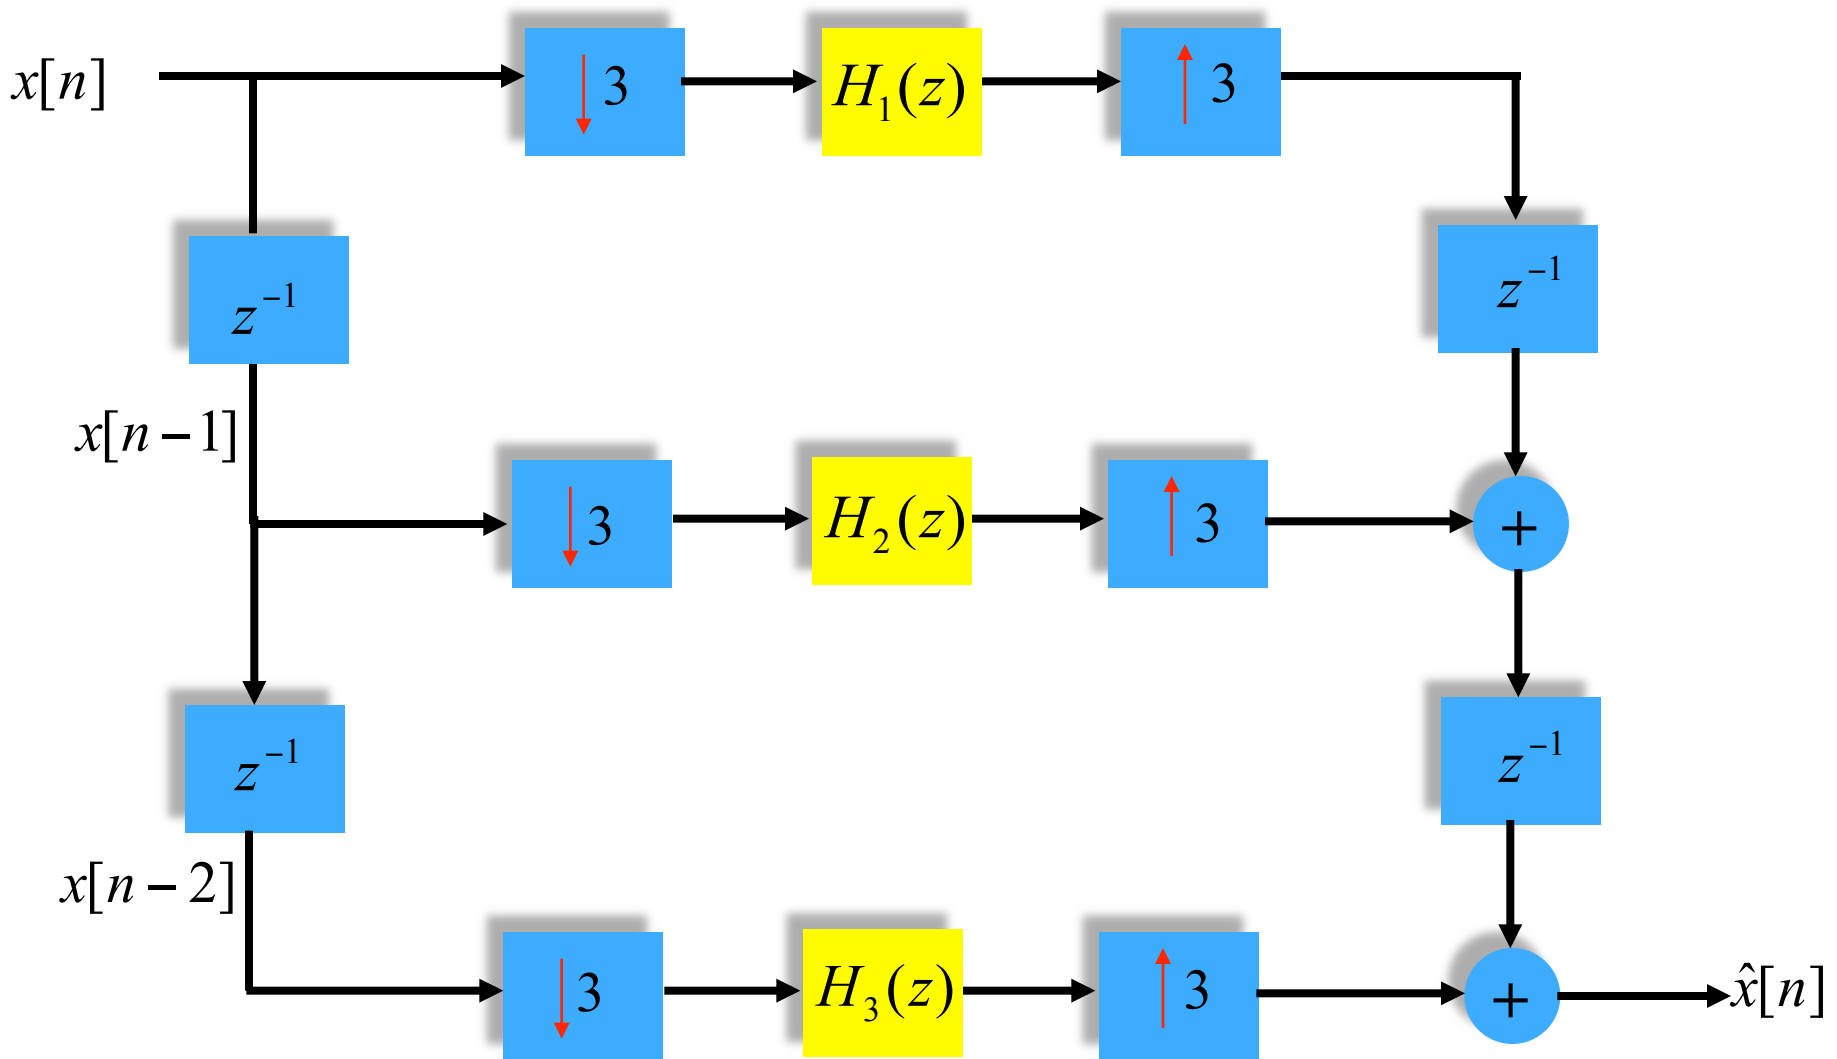 x[n]
↓ 3
H₁(z)
↑ 3
z⁻¹
z⁻¹
x[n − 1]
↓ 3
H₂(z)
↑ 3
+
z⁻¹
z⁻¹
x[n − 2]
↓ 3
H₃(z)
↑ 3
+
x̂[n]